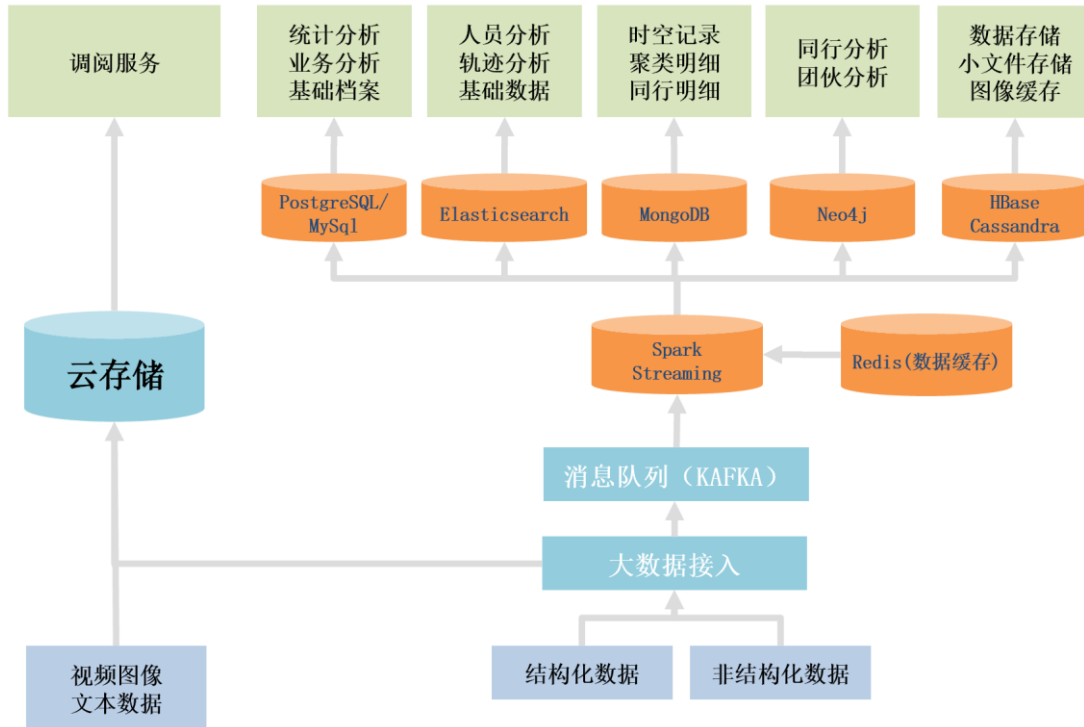 调阅服务
统计分析
业务分析
基础档案
人员分析
轨迹分析
基础数据
时空记录
聚类明细
同行明细
同行分析
团伙分析
数据存储
小文件存储
图像缓存
PostgreSQL/
MySql
Elasticsearch
MongoDB
Neo4j
HBase
Cassandra
云存储
Spark
Streaming
Redis(数据缓存)
消息队列（KAFKA）
大数据接入
视频图像
文本数据
结构化数据
非结构化数据